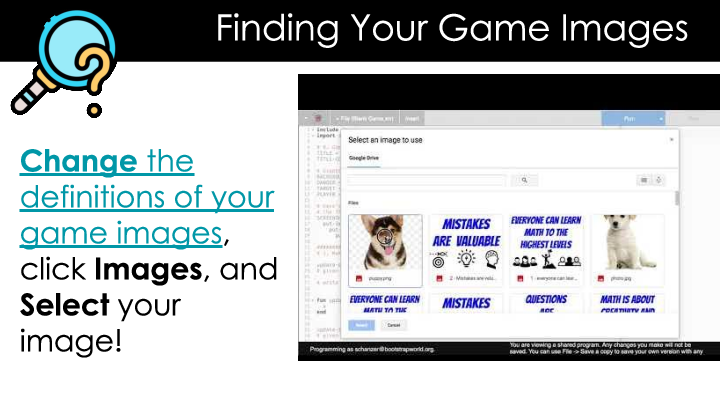 Finding Your Game Images
Change the
definitions of your
game images,
click Images, and
Select your
image!
File (Blank Game.arr) Insert Run
include
import
Select an image to use
Google Drive
Files
puppy.png
MISTAKES
ARE VALUABLE
2 - Mistakes are valu...
EVERYONE CAN LEARN
MATH TO THE
HIGHEST LEVELS
1 - everyone can lear...
photo.jpg
EVERYONE CAN LEARN
MATH TO THE
MISTAKES
QUESTIONS
ARE
MATH IS ABOUT
CREATIVITY AND
fun
end
Select Cancel
Programming as schanzer@bootstrapworld.org.
You are viewing a shared program. Any changes you make will not be
saved. You can use File -> Save a copy to save your own version with any